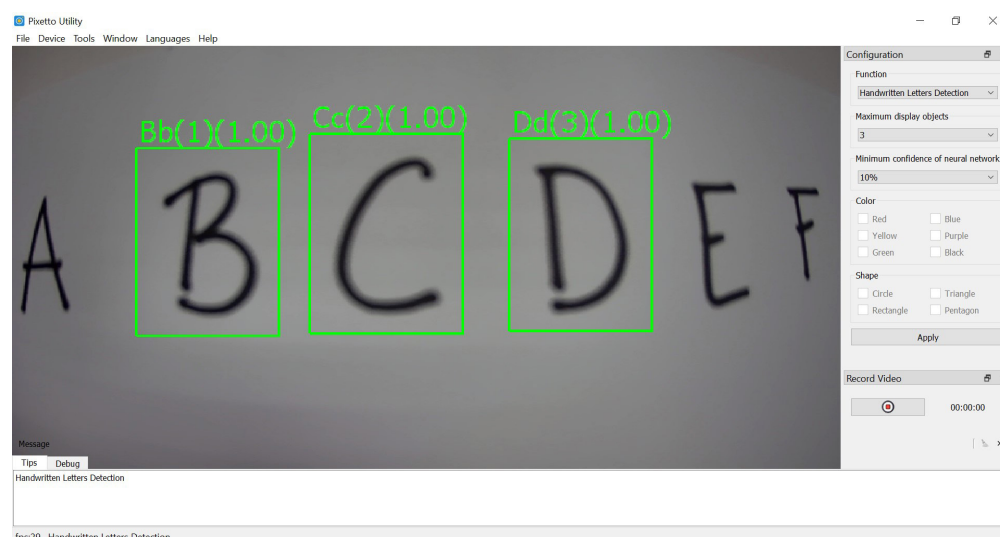 Pixetto Utility
File Device Tools Window Languages Help
Bb(1)(1.00) Cc(2)(1.00) Dd(3)(1.00)
A B C D E F
Configuration
Function
Handwritten Letters Detection
Maximum display objects
3
Minimum confidence of neural network
10%
Color
Red Blue
Yellow Purple
Green Black
Shape
Circle Triangle
Rectangle Pentagon
Apply
Record Video
00:00:00
Message
Tips Debug
Handwritten Letters Detection
fps:29 Handwritten Letters Detection